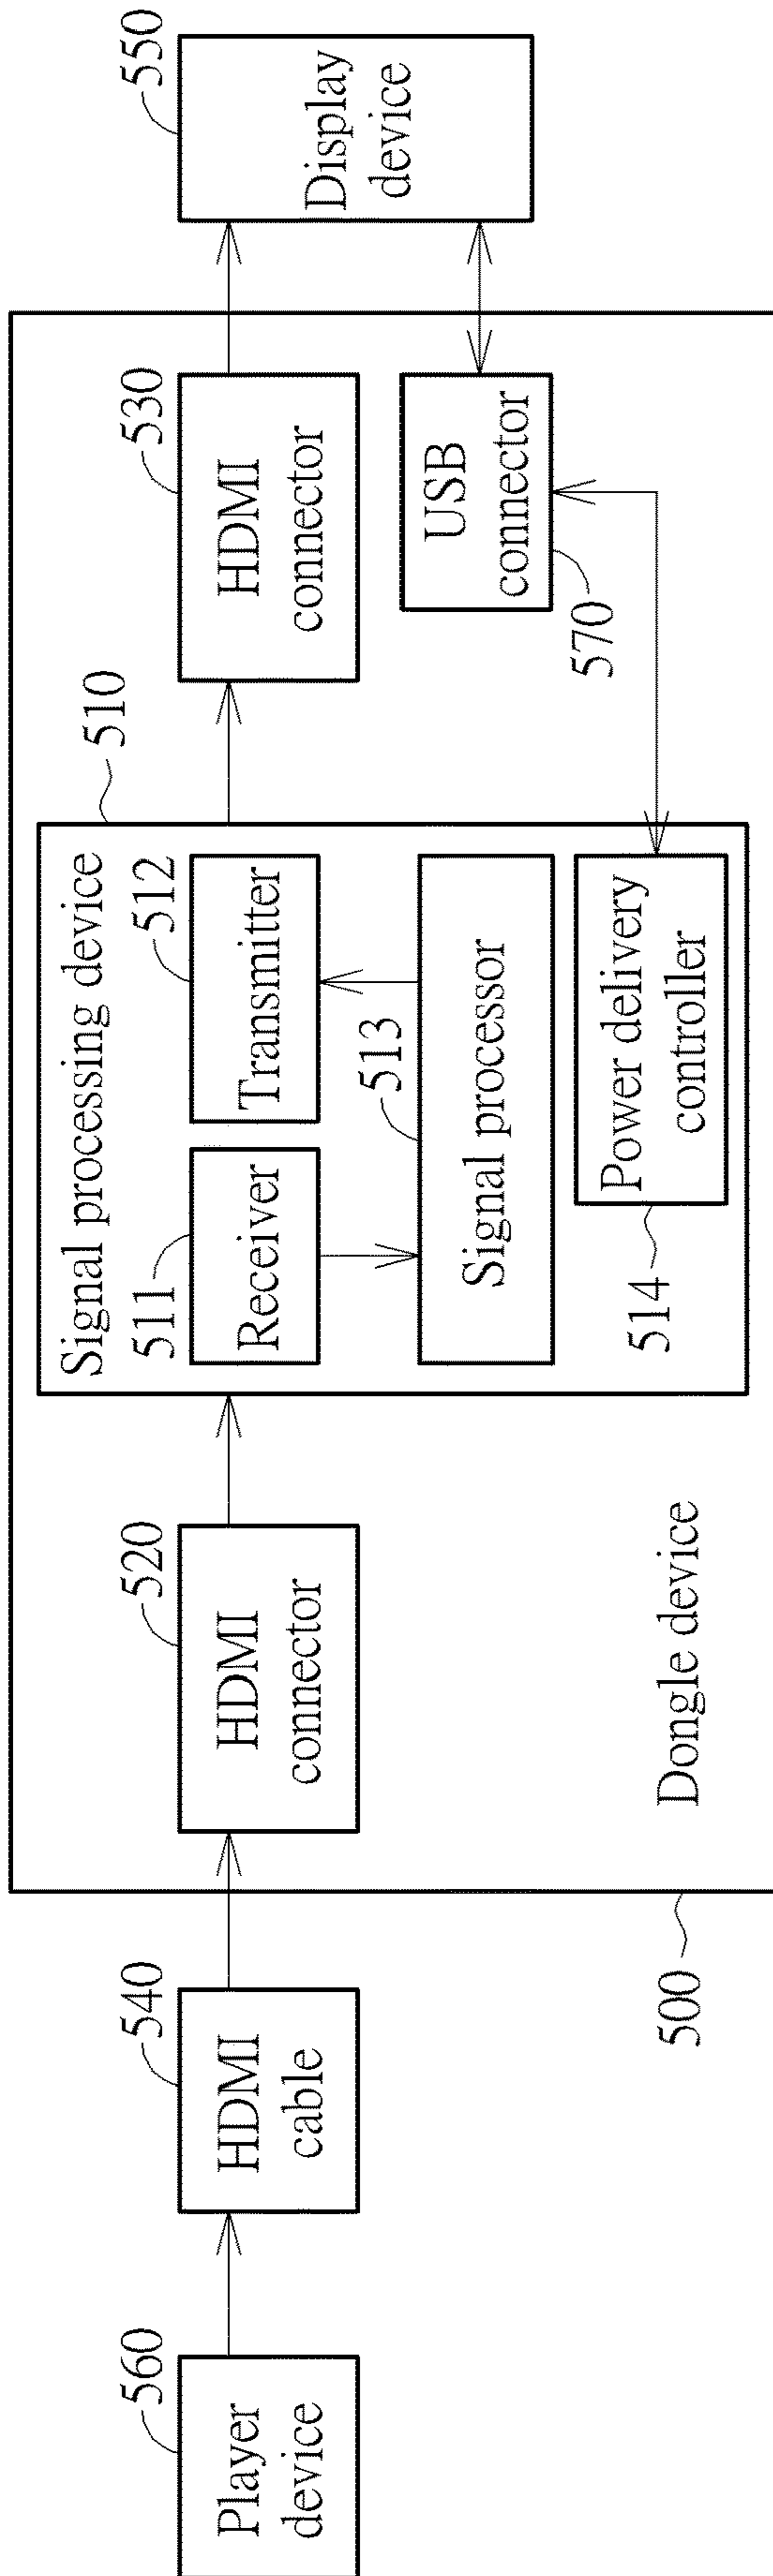 560
Player
device
540
HDMI
cable
500
Dongle device
520
HDMI
connector
510
Signal processing device
511
Receiver
512
Transmitter
513
Signal processor
514
Power delivery
controller
530
HDMI
connector
570
USB
connector
550
Display
device